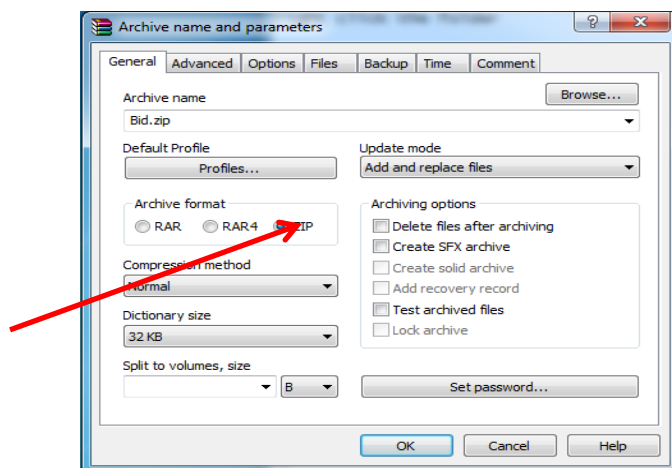 Archive name and parameters
General Advanced Options Files Backup Time Comment
Archive name
Browse...
Bid.zip
Default Profile
Update mode
Profiles...
Add and replace files
Archive format
Archiving options
RAR RAR4 ZIP
Delete files after archiving
Create SFX archive
Compression method
Create solid archive
Normal
Add recovery record
Dictionary size
Test archived files
32 KB
Lock archive
Split to volumes, size
B
Set password...
OK Cancel Help